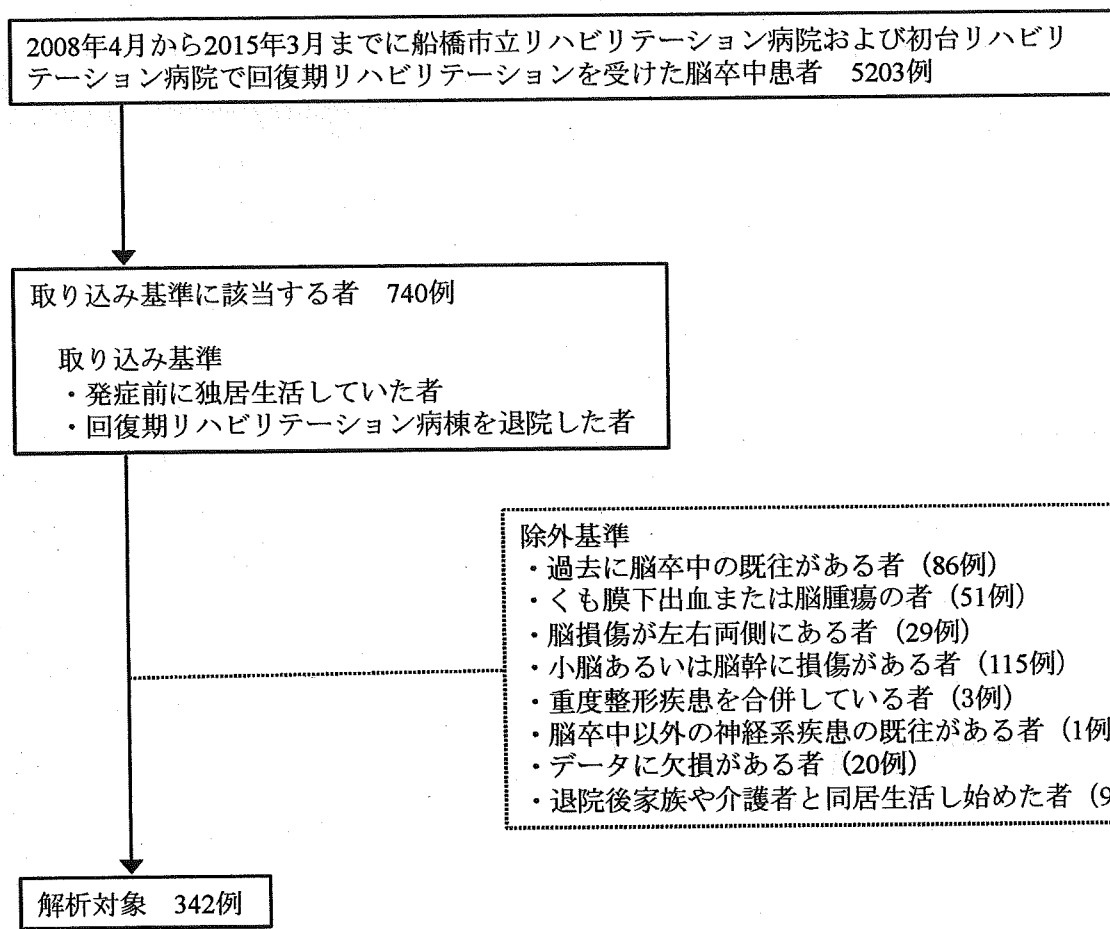 2008年4月から2015年3月までに船橋市立リハビリテーション病院および初台リハビリ
テーション病院で回復期リハビリテーションを受けた脳卒中患者　5203例
取り込み基準に該当する者　740例
取り込み基準
・発症前に独居生活していた者
・回復期リハビリテーション病棟を退院した者
除外基準
・過去に脳卒中の既往がある者（86例）
・くも膜下出血または脳腫瘍の者（51例）
・脳損傷が左右両側にある者（29例）
・小脳あるいは脳幹に損傷がある者（115例）
・重度整形疾患を合併している者（3例）
・脳卒中以外の神経系疾患の既往がある者（1例
・データに欠損がある者（20例）
・退院後家族や介護者と同居生活し始めた者（9
解析対象　342例